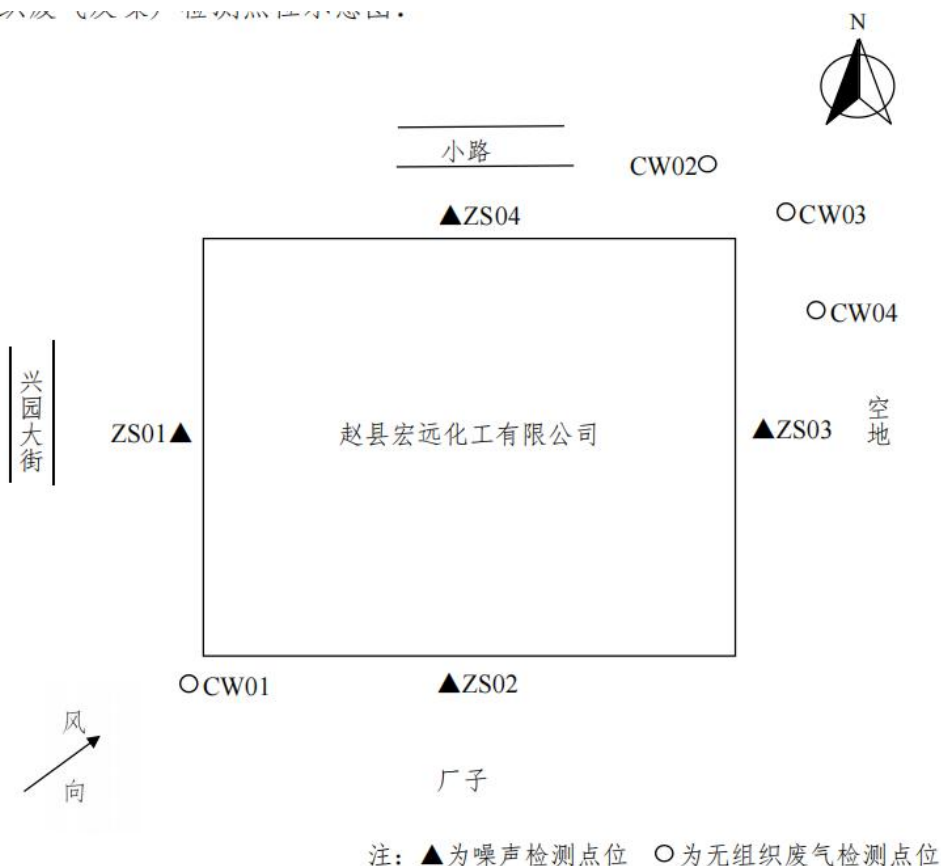 N
小路
CW02○
▲ZS04
○CW03
○CW04
兴园大街
ZS01▲
赵县宏远化工有限公司
▲ZS03
空地
○CW01
▲ZS02
风向
厂子
注：▲为噪声检测点位 ○为无组织废气检测点位